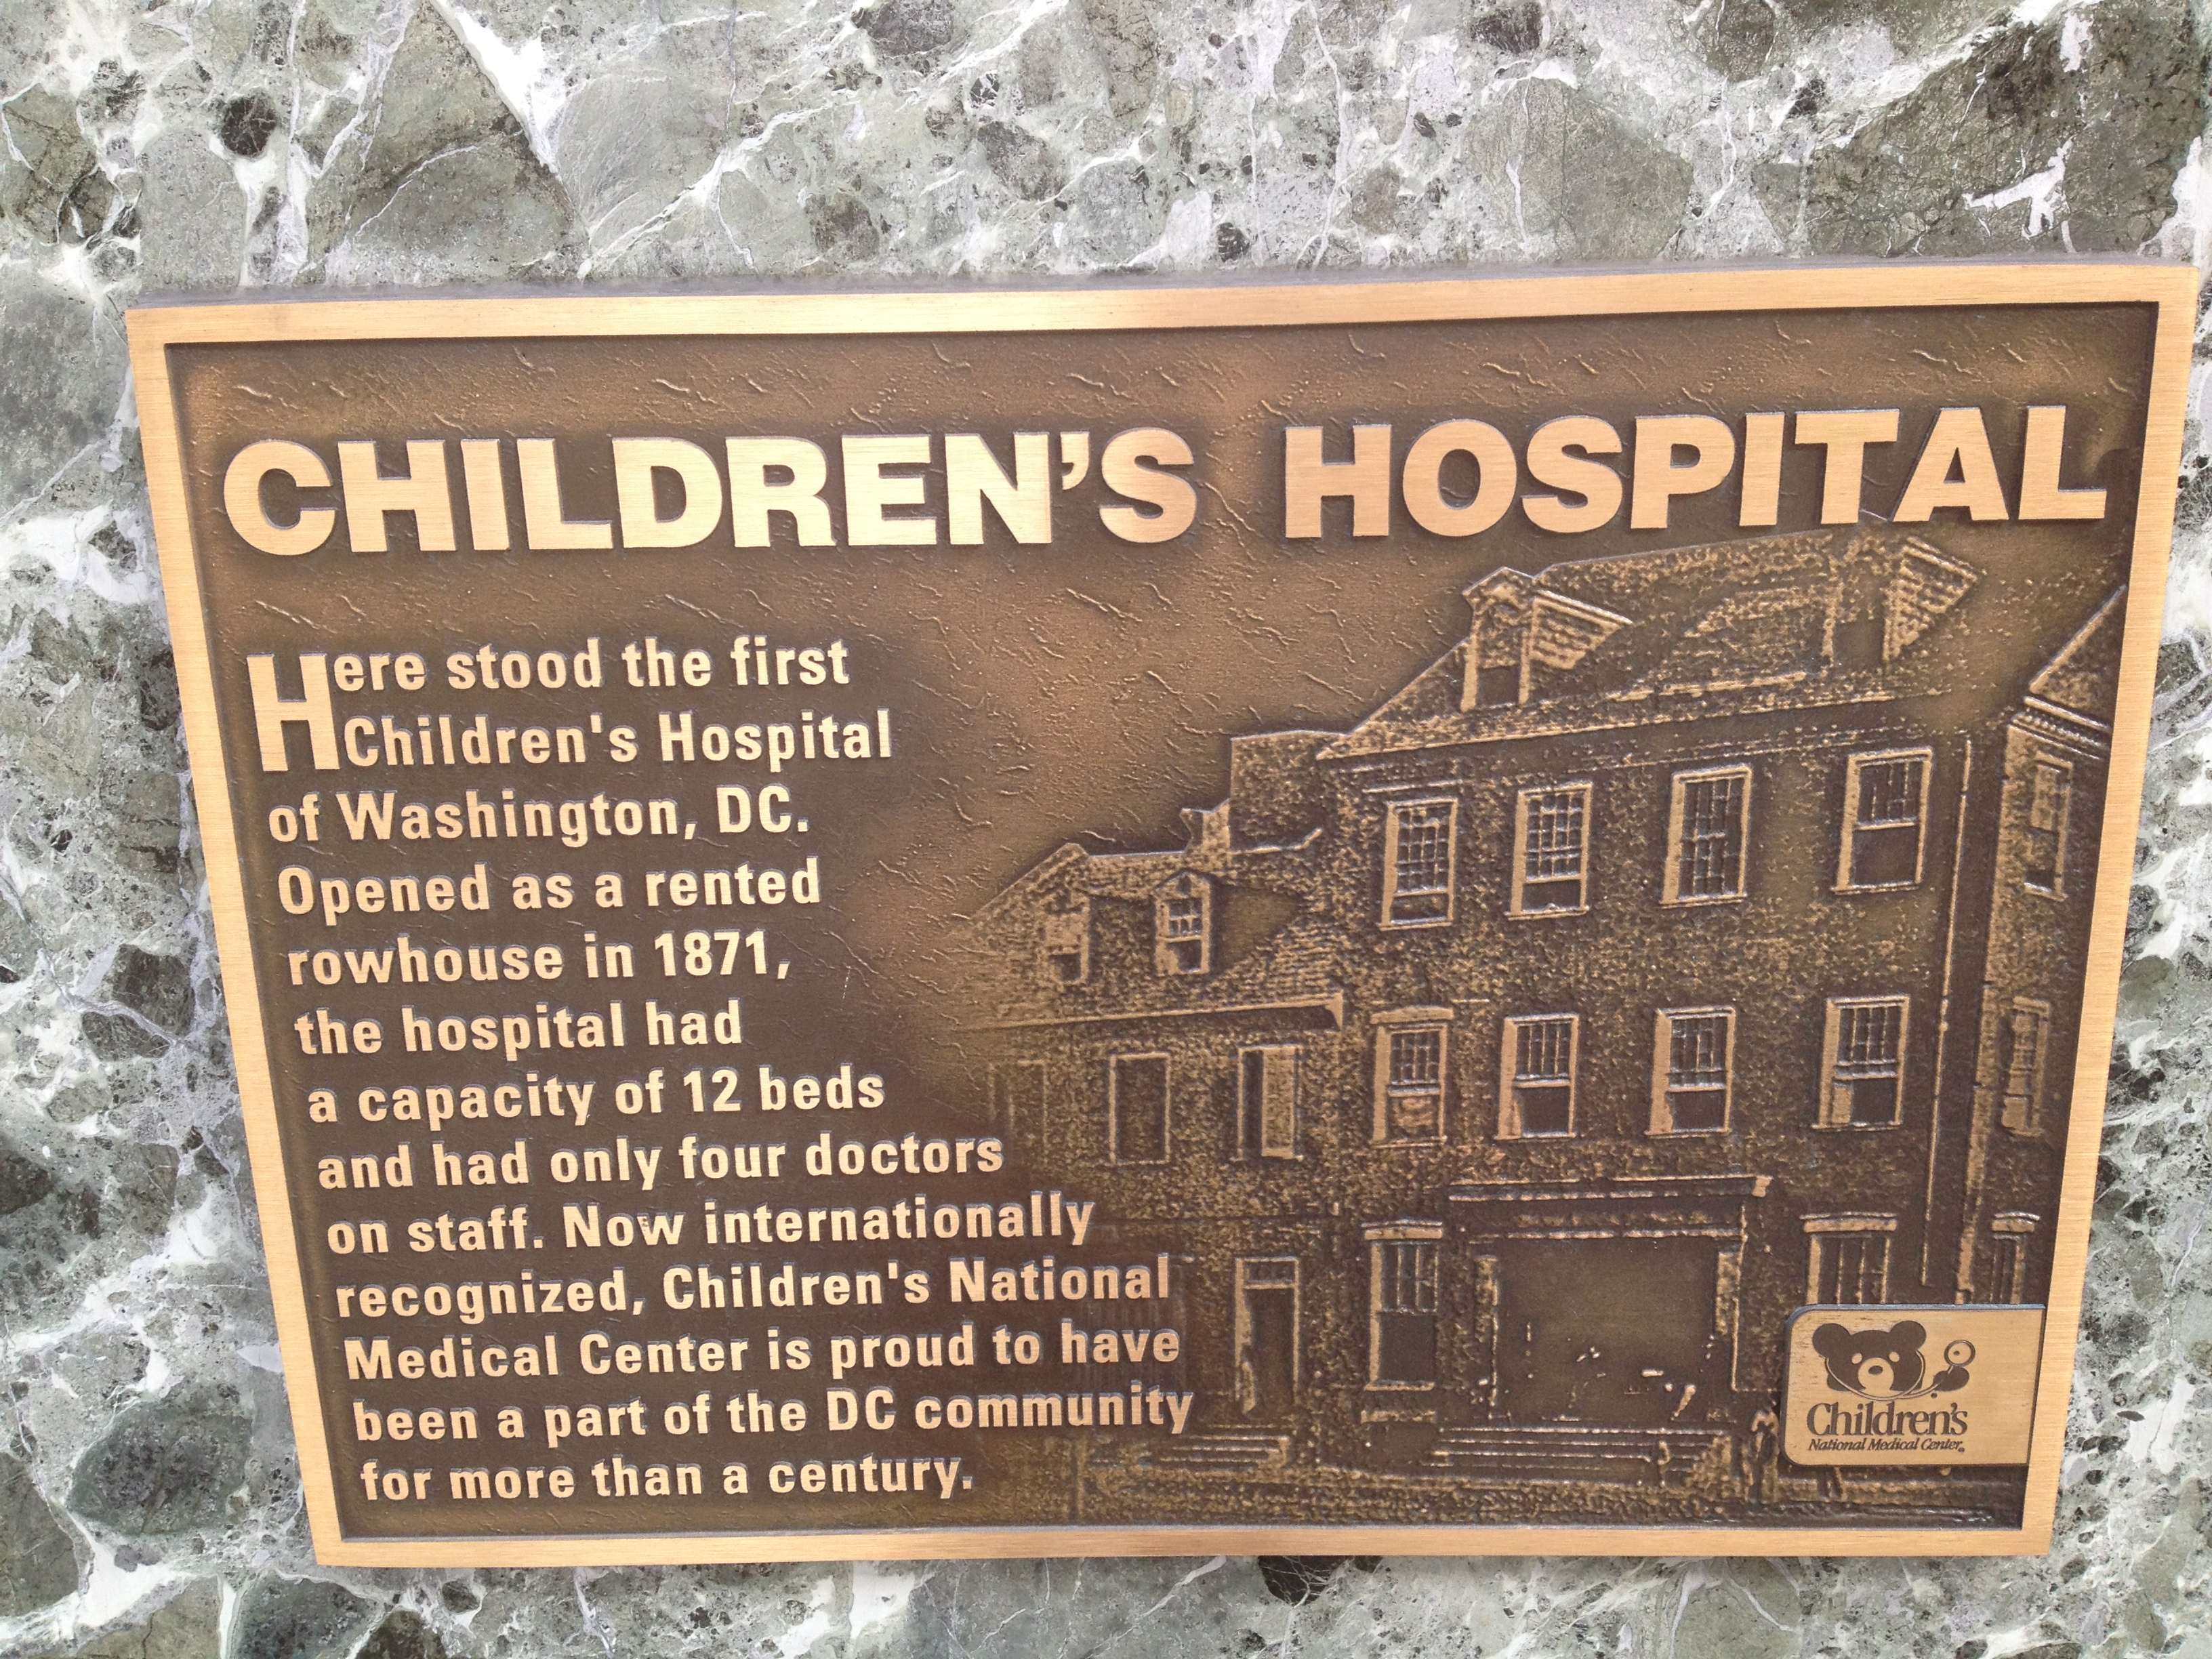 CHILDREN'S HOSPITAL
Here stood the first
Children's Hospital
of Washington, DC.
Opened as a rented
rowhouse in 1871,
the hospital had
a capacity of 12 beds
and had only four doctors
on staff. Now internationally
recognized, Children's National
Medical Center is proud to have
been a part of the DC community
for more than a century.
Children's
National Medical Center